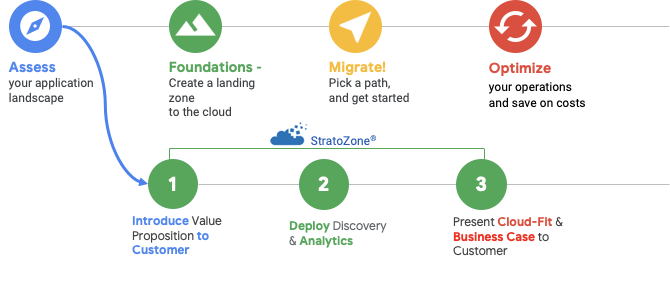 Assess
your application
landscape
Foundations -
Create a landing
zone
to the cloud
Migrate!
Pick a path,
and get started
Optimize
your operations
and save on costs
StratoZone®
1
Introduce Value
Proposition to
Customer
2
Deploy Discovery
& Analytics
3
Present Cloud-Fit &
Business Case to
Customer